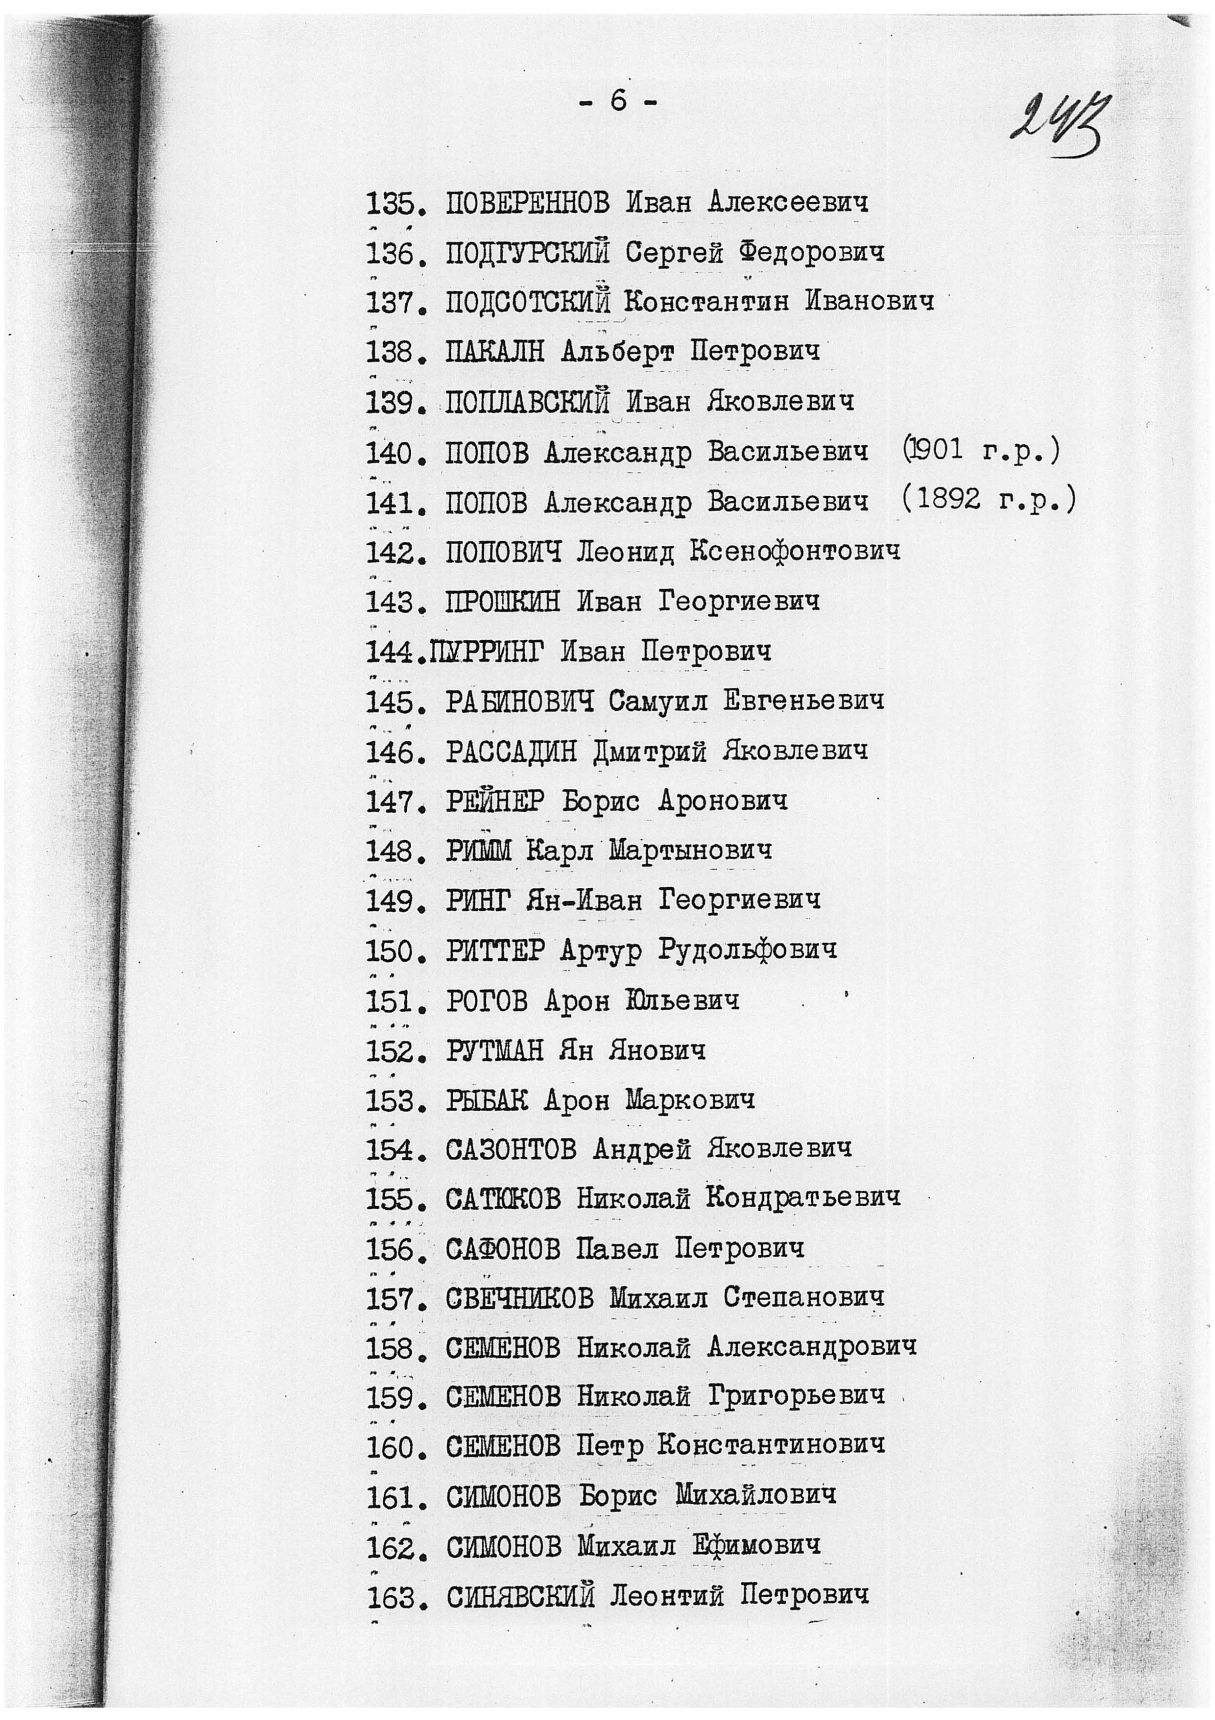 - 6 -
243
135. ПОВЕРЕННОВ Иван Алексеевич
136. ПОДГУРСКИЙ Сергей Федорович
137. ПОДСОТСКИЙ Константин Иванович
138. ПАКАЛН Альберт Петрович
139. ПОПЛАВСКИЙ Иван Яковлевич
140. ПОПОВ Александр Васильевич (1901 г.р.)
141. ПОПОВ Александр Васильевич (1892 г.р.)
142. ПОПОВИЧ Леонид Ксенофонтович
143. ПРОШКИН Иван Георгиевич
144.ПУРРИНГ Иван Петрович
145. РАБИНОВИЧ Самуил Евгеньевич
146. РАССАДИН Дмитрий Яковлевич
147. РЕЙНЕР Борис Аронович
148. РИММ Карл Мартынович
149. РИНГ Ян-Иван Георгиевич
150. РИТТЕР Артур Рудольфович
151. РОГОВ Арон Юльевич
152. РУТМАН Ян Янович
153. РЫБАК Арон Маркович
154. САЗОНТОВ Андрей Яковлевич
155. САТЮКОВ Николай Кондратьевич
156. САФОНОВ Павел Петрович
157. СВЕЧНИКОВ Михаил Степанович
158. СЕМЕНОВ Николай Александрович
159. СЕМЕНОВ Николай Григорьевич
160. СЕМЕНОВ Петр Константинович
161. СИМОНОВ Борис Михайлович
162. СИМОНОВ Михаил Ефимович
163. СИНЯВСКИЙ Леонтий Петрович